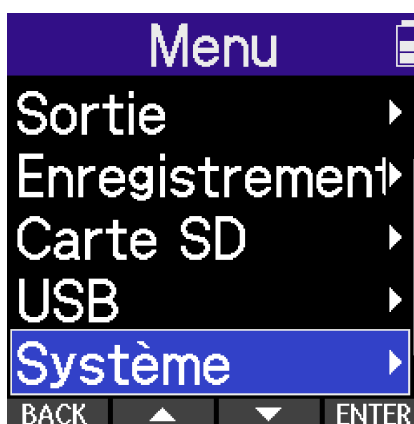 Menu
Sortie
Enregistrement
Carte SD
USB
Système
BACK ENTER